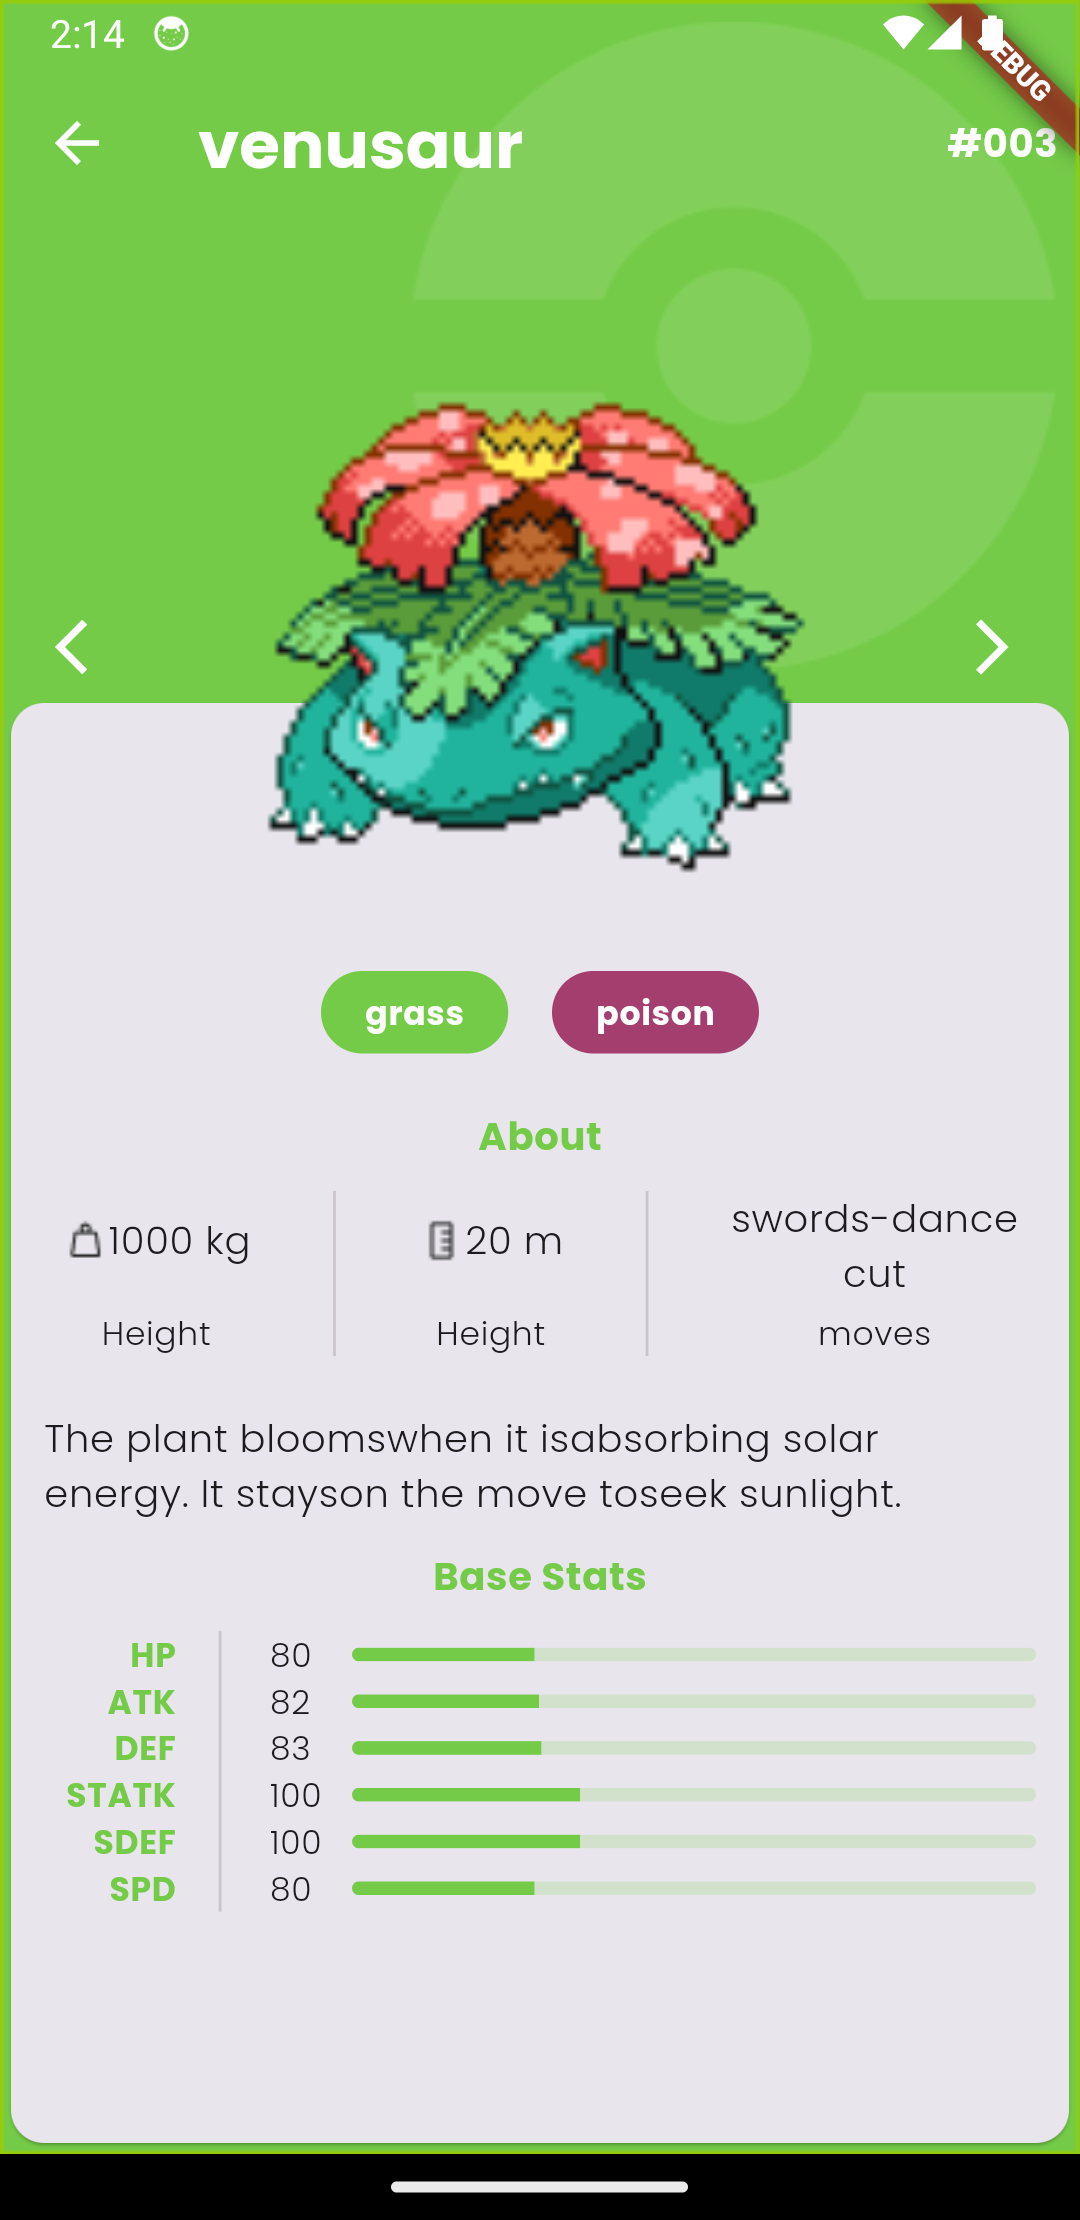 2:14
DEBUG
venusaur
#003
grass poison
About
1000 kg
20 m
swords-dance
cut
Height
Height
moves
The plant bloomswhen it isabsorbing solar
energy. It stayson the move toseek sunlight.
Base Stats
HP 80
ATK 82
DEF 83
STATK 100
SDEF 100
SPD 80